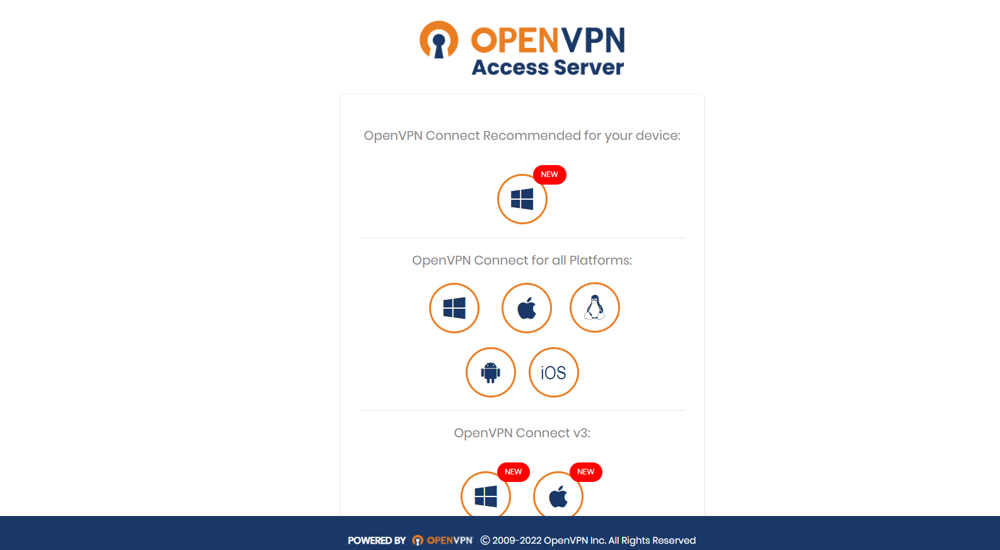 OPENVPN
Access Server
OpenVPN Connect Recommended for your device:
NEW
OpenVPN Connect for all Platforms:
iOS
OpenVPN Connect v3:
NEW NEW
POWERED BY OPENVPN © 2009-2022 OpenVPN Inc. All Rights Reserved